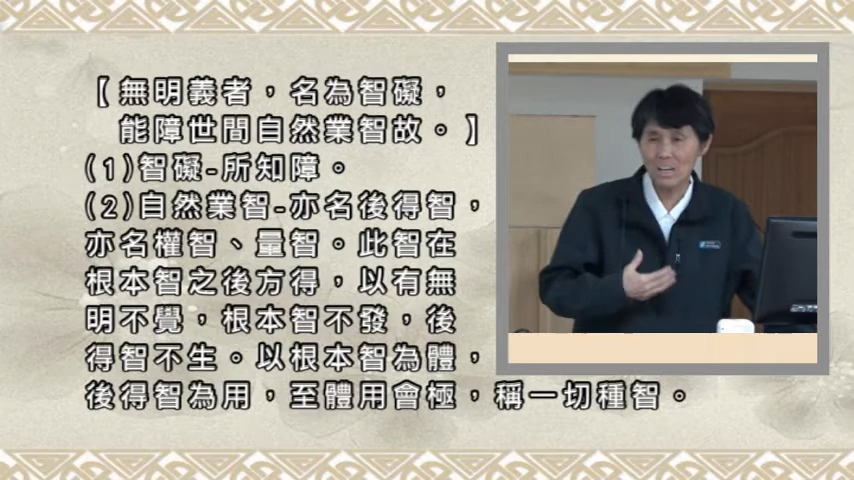 〖無明義者，名為智礙，
能障世間自然業智故。〗
(1)智礙-所知障。
(2)自然業智-亦名後得智，
亦名權智、量智。此智在
根本智之後方得，以有無
明不覺，根本智不發，後
得智不生。以根本智為體，
後得智為用，至體用會極，稱一切種智。